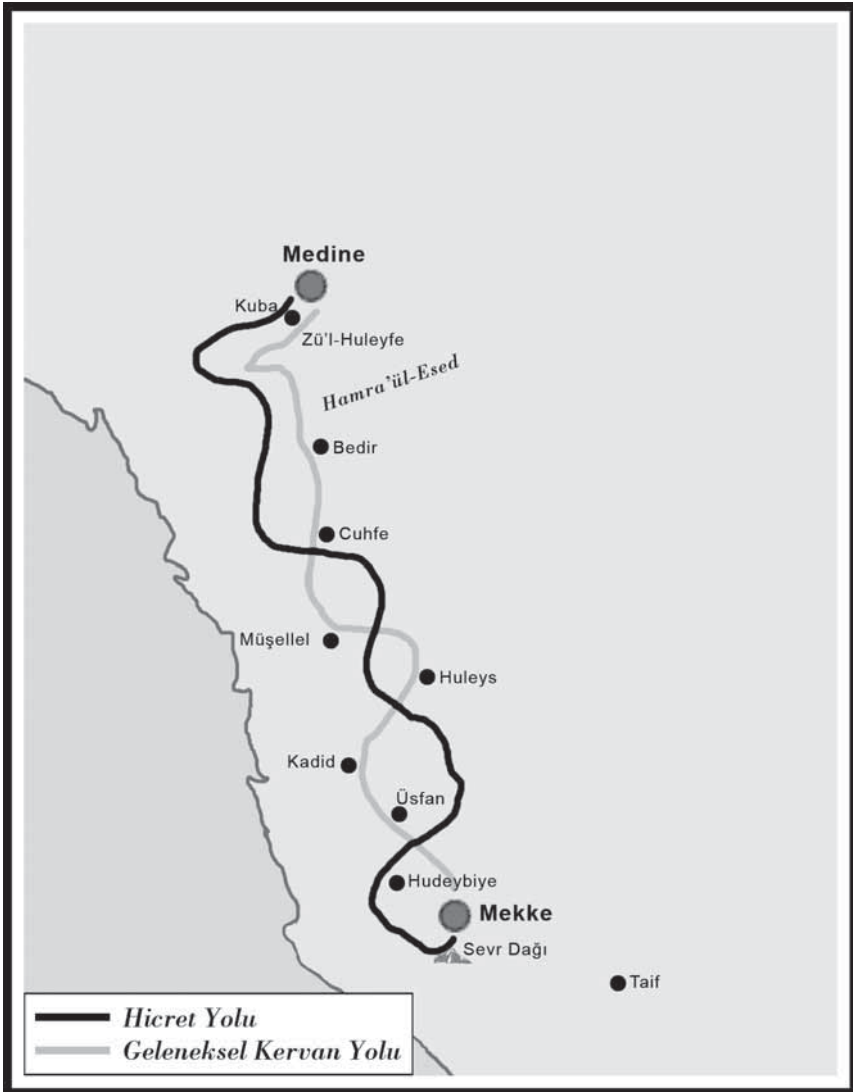 Medine
Kuba
Zü'l-Huleyfe
Hamra'ül-Esed
Bedir
Cuhfe
Müşellel
Huleys
Kadid
Üsfan
Hudeybiye
Mekke
Sevr Dağı
Taif
Hicret Yolu
Geleneksel Kervan Yolu